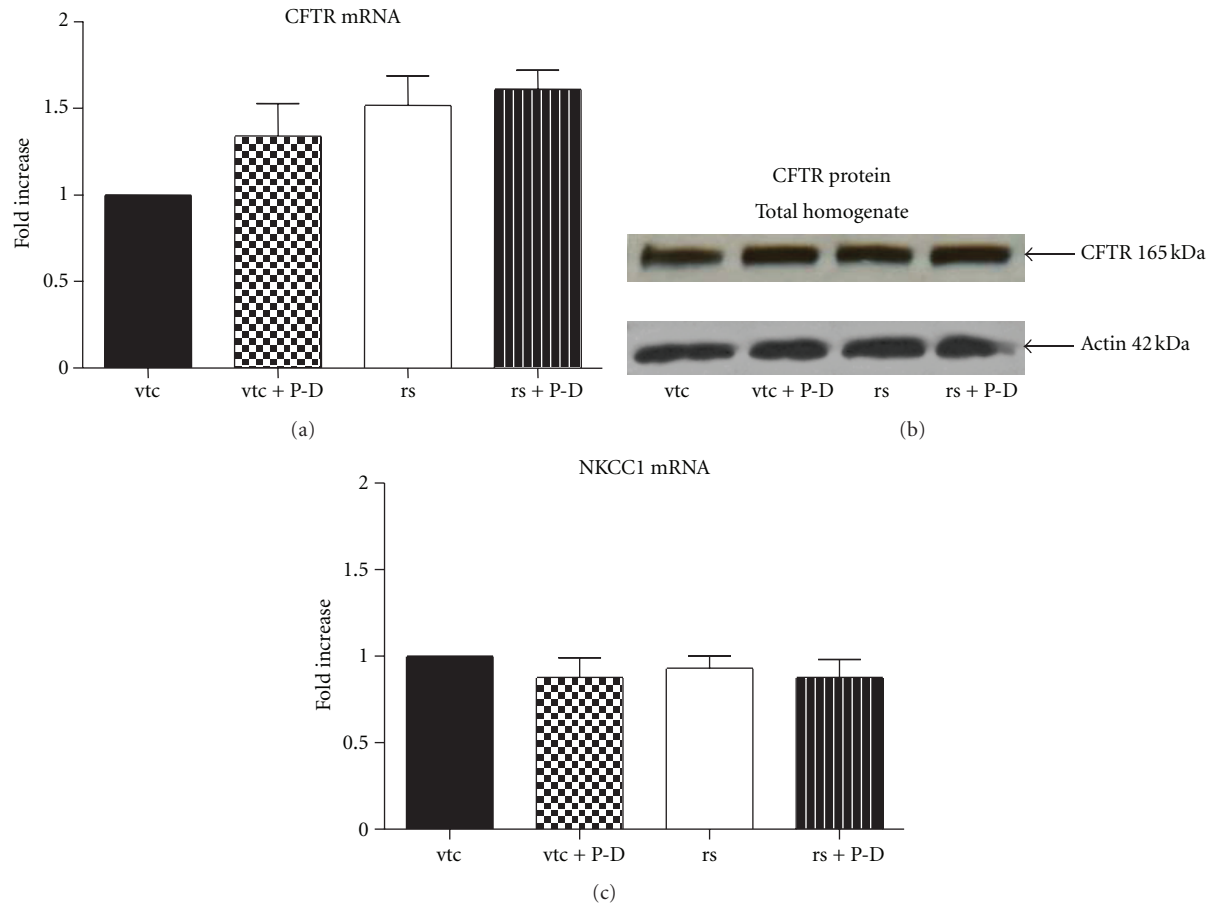 CFTR mRNA
2
1.5
1
0.5
0
Fold increase
vtc vtc + P-D rs rs + P-D
(a)
CFTR protein
Total homogenate
CFTR 165 kDa
Actin 42 kDa
vtc vtc + P-D rs rs + P-D
(b)
NKCC1 mRNA
2
1.5
1
0.5
0
Fold increase
vtc vtc + P-D rs rs + P-D
(c)